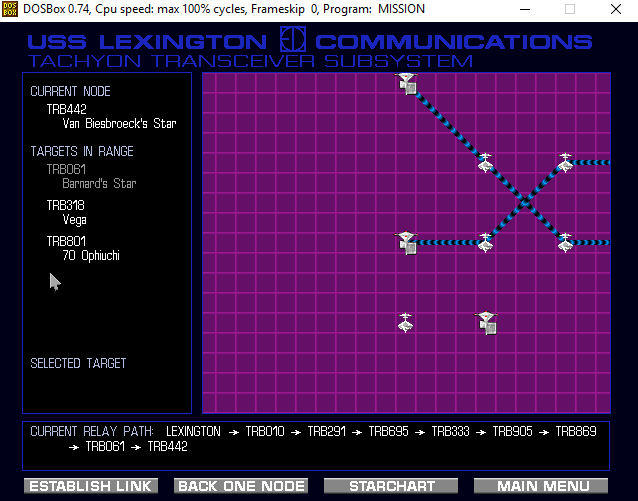 DOSBox 0.74, Cpu speed: max 100% cycles, Frameskip 0, Program: MISSION
USS LEXINGTON COMMUNICATIONS
TACHYON TRANSCEIVER SUBSYSTEM
CURRENT NODE
TRB442
Van Biesbroeck's Star
TARGETS IN RANGE
TRB061
Barnard's Star
TRB318
Vega
TRB801
70 Ophiuchi
SELECTED TARGET
CURRENT RELAY PATH: LEXINGTON → TRB010 → TRB291 → TRB695 → TRB333 → TRB905 → TRB869
→ TRB061 → TRB442
ESTABLISH LINK BACK ONE NODE STARCHART MAIN MENU